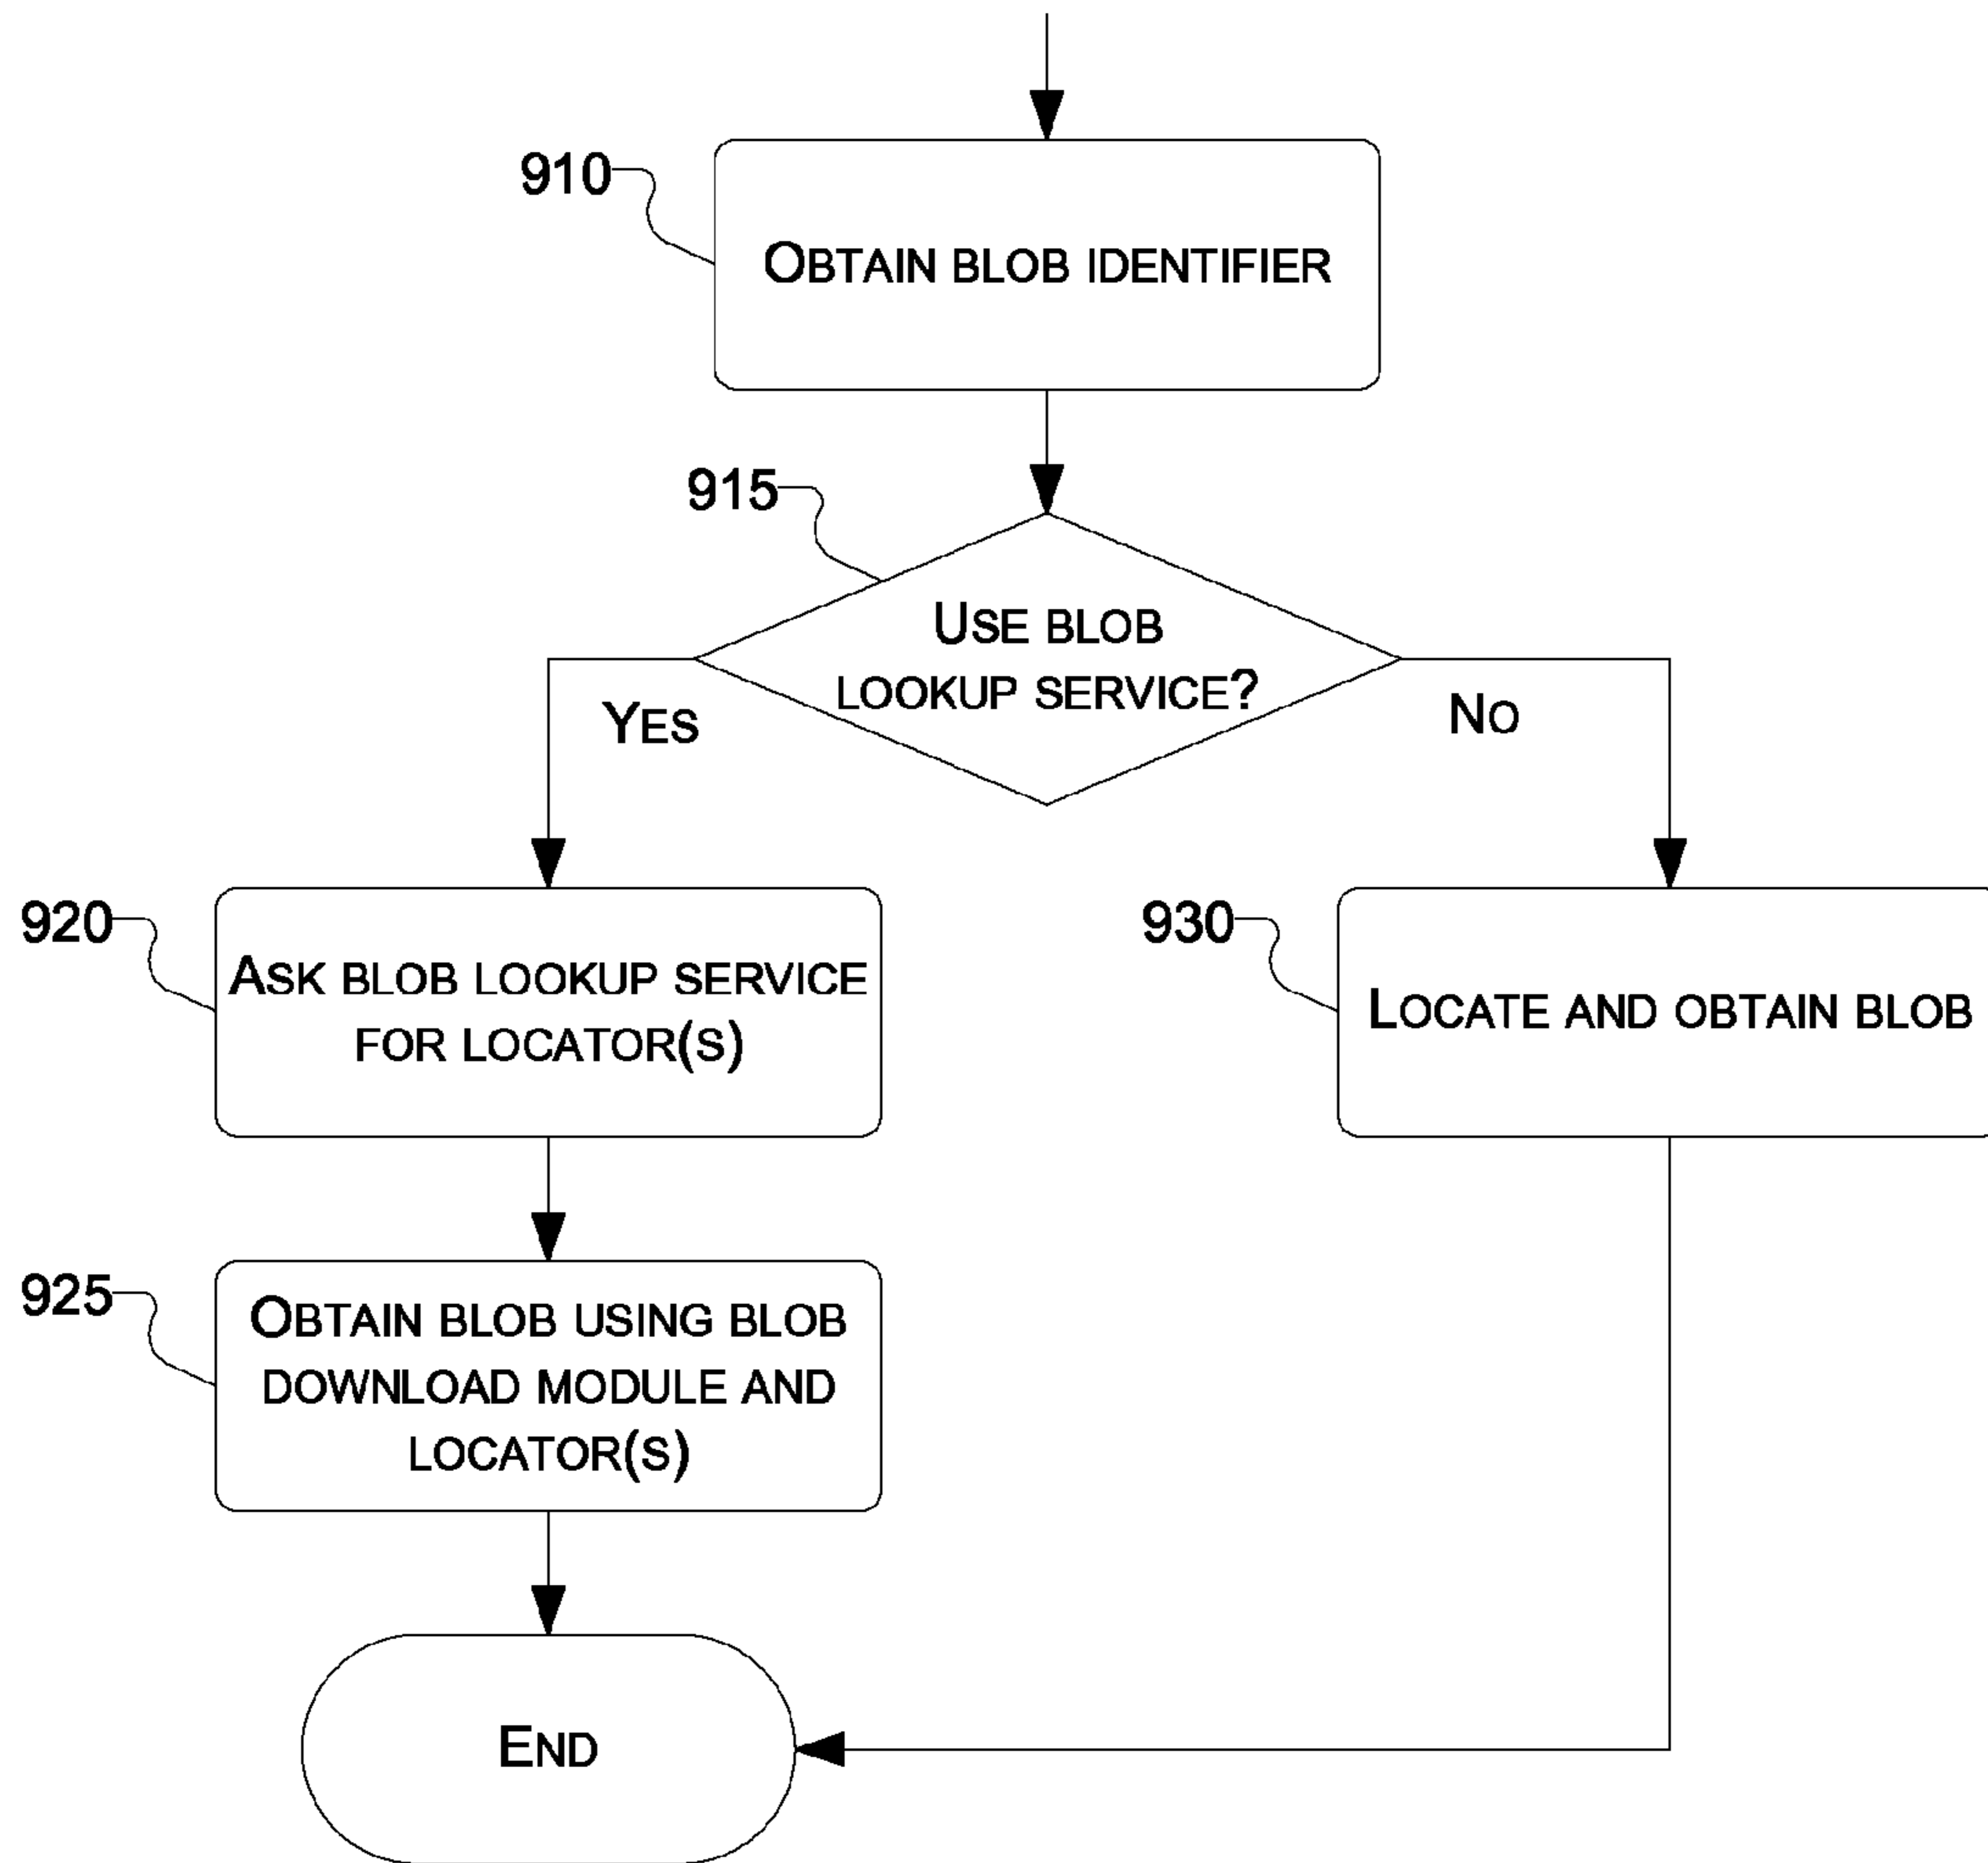 910
OBTAIN BLOB IDENTIFIER
915
USE BLOB
LOOKUP SERVICE?
YES
NO
920
ASK BLOB LOOKUP SERVICE
FOR LOCATOR(S)
930
LOCATE AND OBTAIN BLOB
925
OBTAIN BLOB USING BLOB
DOWNLOAD MODULE AND
LOCATOR(S)
END